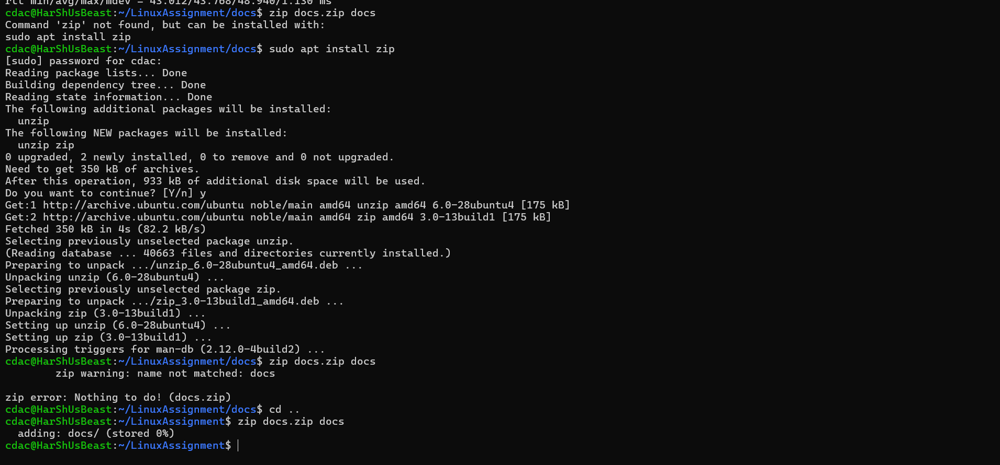 rtt min/avg/max/mdev = 43.012/43.768/48.940/1.130 ms
cdac@HarShUsBeast:~/LinuxAssignment/docs$ zip docs.zip docs
Command 'zip' not found, but can be installed with:
sudo apt install zip
cdac@HarShUsBeast:~/LinuxAssignment/docs$ sudo apt install zip
[sudo] password for cdac:
Reading package lists... Done
Building dependency tree... Done
Reading state information... Done
The following additional packages will be installed:
  unzip
The following NEW packages will be installed:
  unzip zip
0 upgraded, 2 newly installed, 0 to remove and 0 not upgraded.
Need to get 350 kB of archives.
After this operation, 933 kB of additional disk space will be used.
Do you want to continue? [Y/n] y
Get:1 http://archive.ubuntu.com/ubuntu noble/main amd64 unzip amd64 6.0-28ubuntu4 [175 kB]
Get:2 http://archive.ubuntu.com/ubuntu noble/main amd64 zip amd64 3.0-13build1 [175 kB]
Fetched 350 kB in 4s (82.2 kB/s)
Selecting previously unselected package unzip.
(Reading database ... 40663 files and directories currently installed.)
Preparing to unpack .../unzip_6.0-28ubuntu4_amd64.deb ...
Unpacking unzip (6.0-28ubuntu4) ...
Selecting previously unselected package zip.
Preparing to unpack .../zip_3.0-13build1_amd64.deb ...
Unpacking zip (3.0-13build1) ...
Setting up unzip (6.0-28ubuntu4) ...
Setting up zip (3.0-13build1) ...
Processing triggers for man-db (2.12.0-4build2) ...
cdac@HarShUsBeast:~/LinuxAssignment/docs$ zip docs.zip docs
        zip warning: name not matched: docs
zip error: Nothing to do! (docs.zip)
cdac@HarShUsBeast:~/LinuxAssignment/docs$ cd ..
cdac@HarShUsBeast:~/LinuxAssignment$ zip docs.zip docs
  adding: docs/ (stored 0%)
cdac@HarShUsBeast:~/LinuxAssignment$